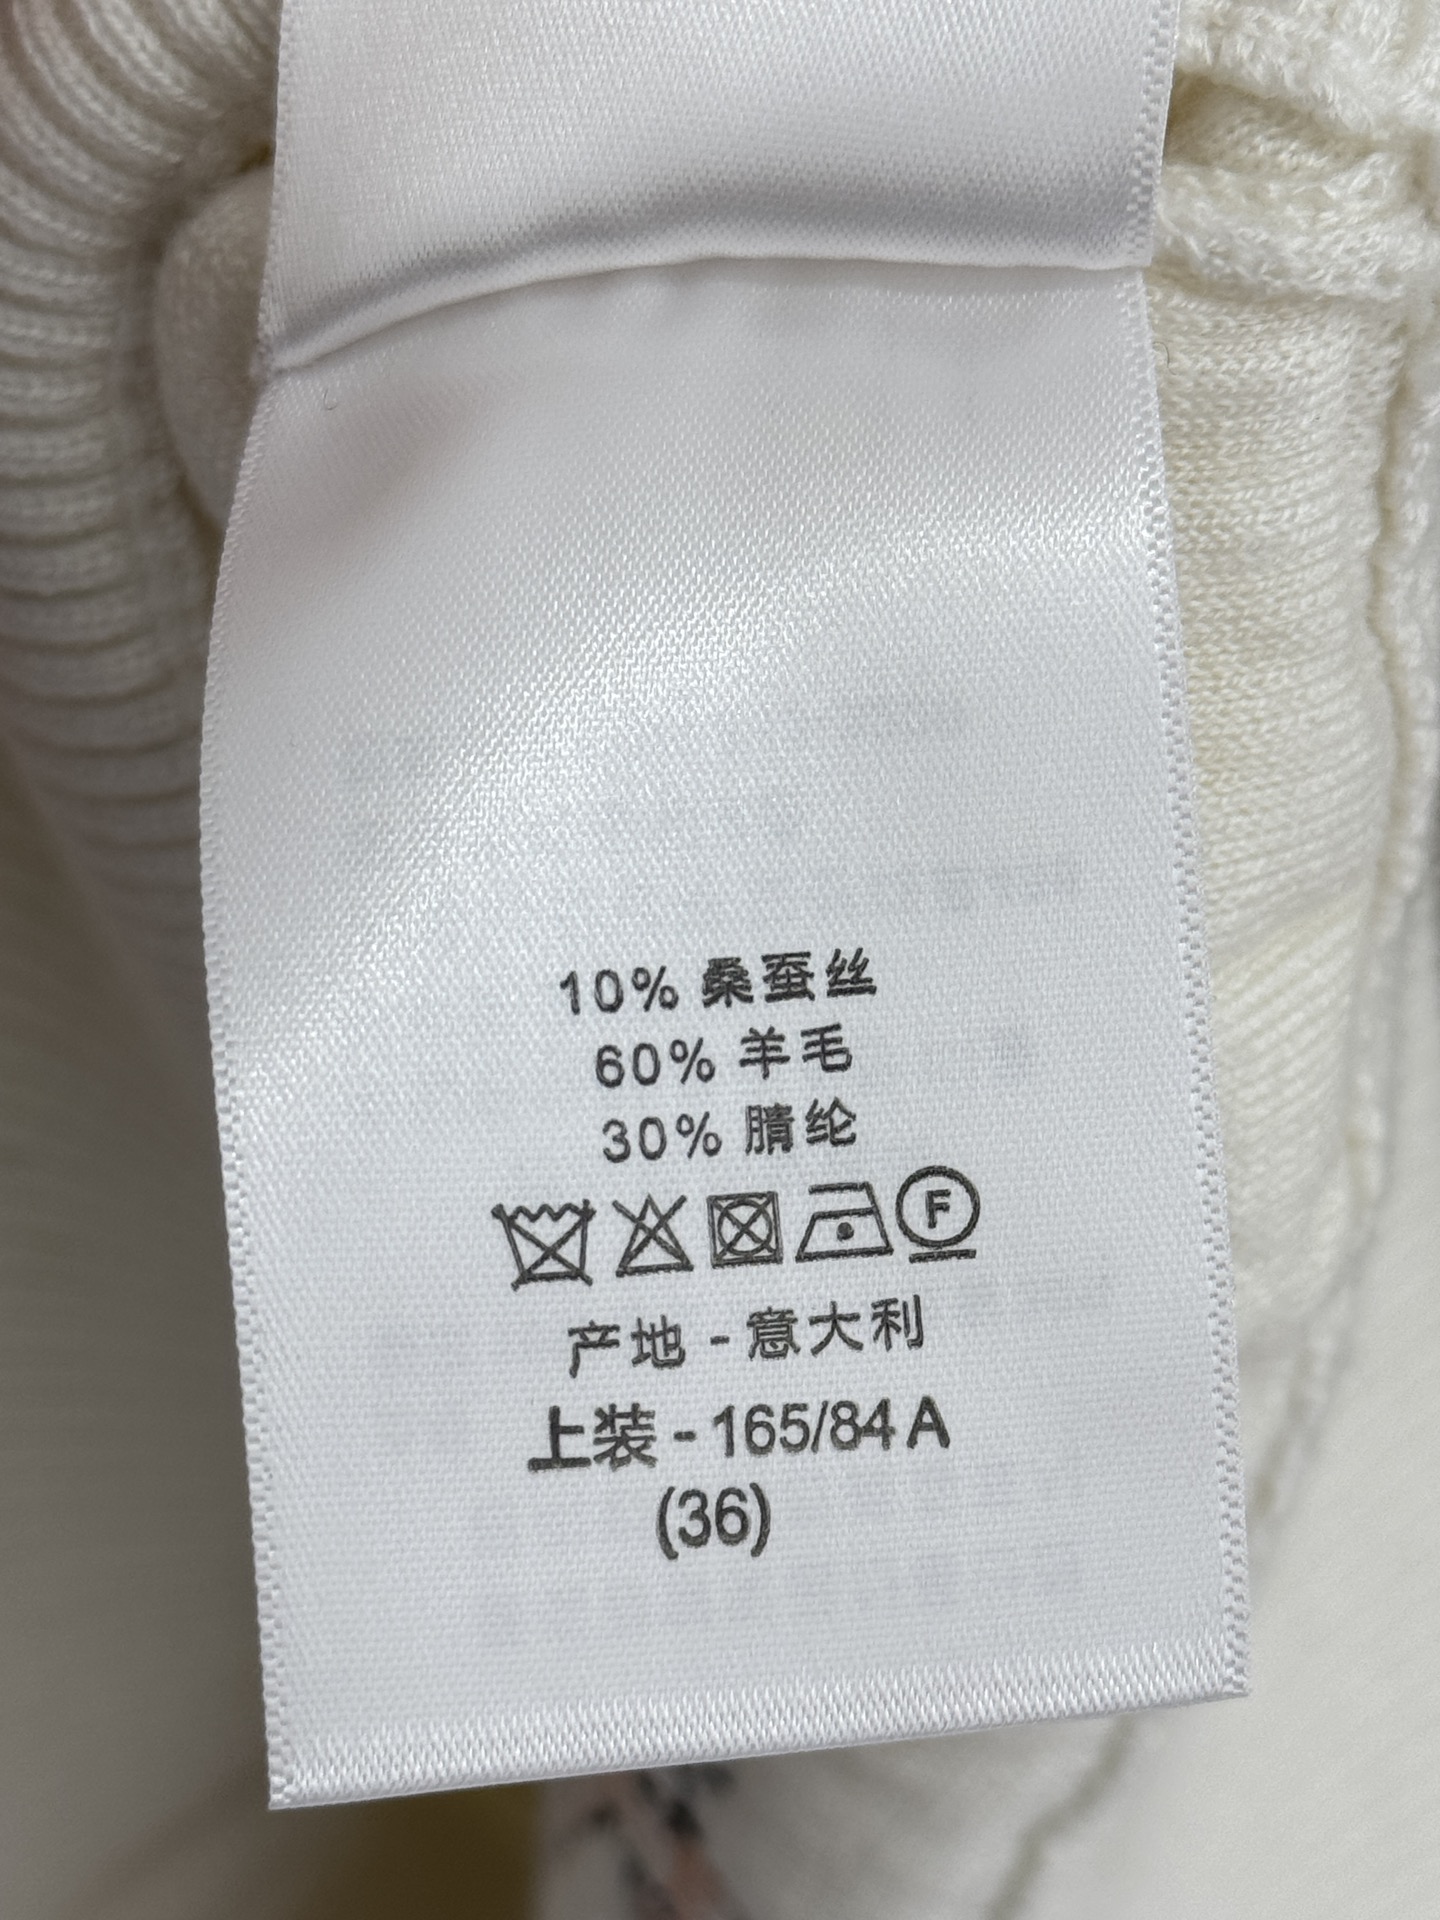 10% 桑蚕丝
60% 羊毛
30% 腈纶
F
产地 - 意大利
上装 - 165/84 A
(36)